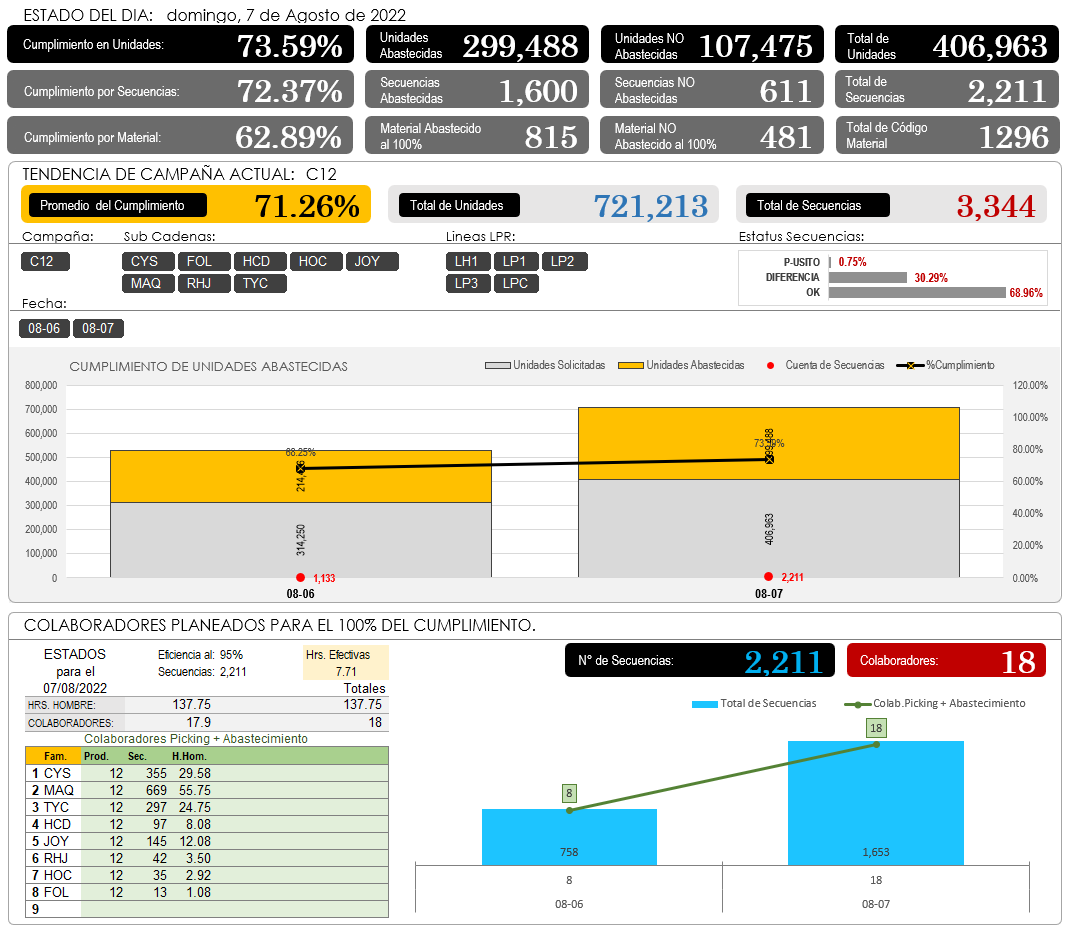 ESTADO DEL DIA: domingo, 7 de Agosto de 2022
Cumplimiento en Unidades: 73.59%
Unidades Abastecidas 299,488
Unidades NO Abastecidas 107,475
Total de Unidades 406,963
Cumplimiento por Secuencias: 72.37%
Secuencias Abastecidas 1,600
Secuencias NO Abastecidas 611
Total de Secuencias 2,211
Cumplimiento por Material: 62.89%
Material Abastecido al 100% 815
Material NO Abastecido al 100% 481
Total de Código Material 1296
TENDENCIA DE CAMPAÑA ACTUAL: C12
Promedio del Cumplimiento 71.26%
Total de Unidades 721,213
Total de Secuencias 3,344
Campaña:
C12
Sub Cadenas:
CYS FOL HCD HOC JOY
MAQ RHJ TYC
Lineas LPR:
LH1 LP1 LP2
LP3 LPC
Estatus Secuencias:
P-USITO 0.75%
DIFERENCIA 30.29%
OK 68.96%
Fecha:
08-06 08-07
CUMPLIMIENTO DE UNIDADES ABASTECIDAS
Unidades Solicitadas Unidades Abastecidas Cuenta de Secuencias %Cumplimiento
800,000 120.00%
700,000 100.00%
600,000 80.00%
500,000 60.00%
400,000 40.00%
300,000 20.00%
200,000 0.00%
100,000
0
68.25%
314,250
406,963
1,133
2,211
08-06 08-07
COLABORADORES PLANEADOS PARA EL 100% DEL CUMPLIMIENTO.
ESTADOS
para el
07/08/2022
Eficiencia al: 95%
Secuencias: 2,211
Hrs. Efectivas
7.71
Totales
HRS. HOMBRE: 137.75 137.75
COLABORADORES: 17.9 18
Colaboradores Picking + Abastecimiento
Fam. Prod. Sec. H.Hom.
1 CYS 12 355 29.58
2 MAQ 12 669 55.75
3 TYC 12 297 24.75
4 HCD 12 97 8.08
5 JOY 12 145 12.08
6 RHJ 12 42 3.50
7 HOC 12 35 2.92
8 FOL 12 13 1.08
9
N° de Secuencias: 2,211
Colaboradores: 18
Total de Secuencias Colab.Picking + Abastecimiento
8
18
758
1,653
8 18
08-06 08-07